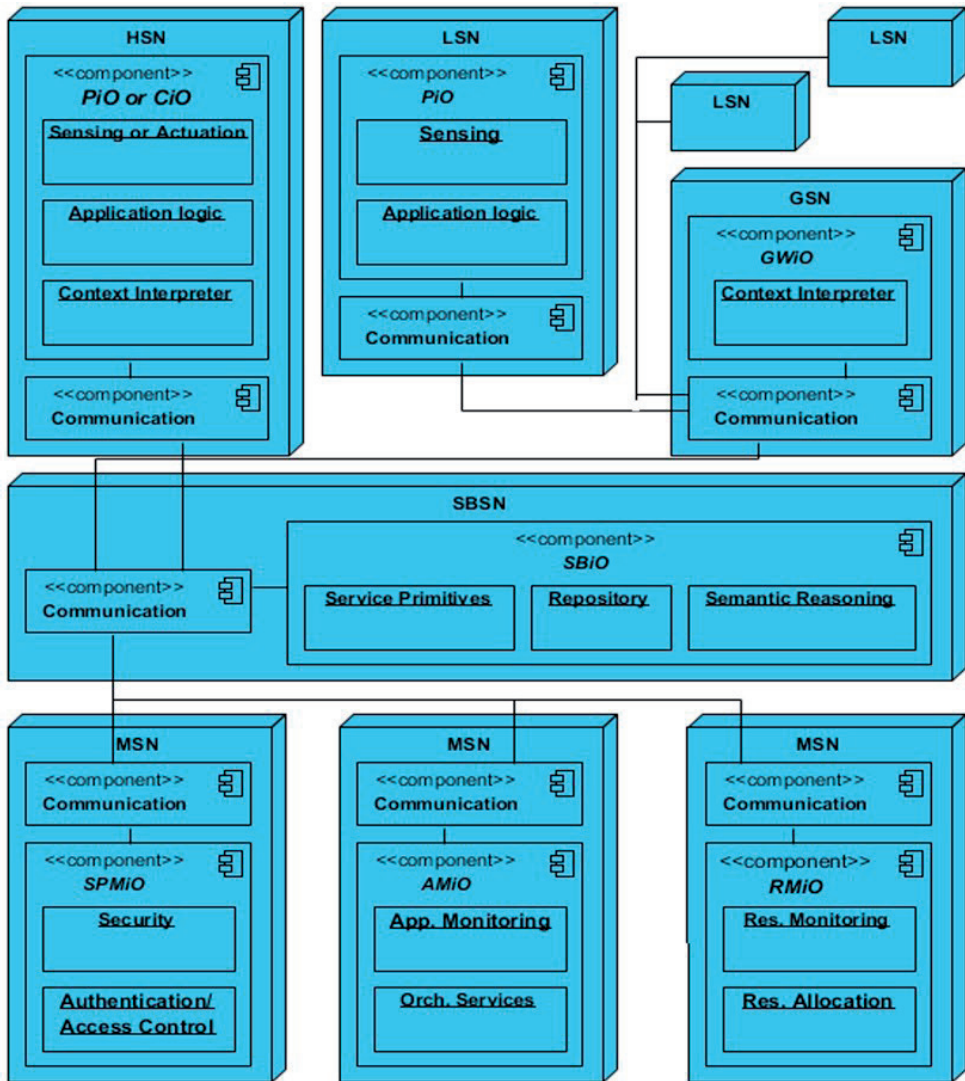 HSN
<<component>>
PiO or CiO
Sensing or Actuation
Application logic
Context Interpreter
<<component>>
Communication
LSN
<<component>>
PiO
Sensing
Application logic
<<component>>
Communication
LSN
LSN
GSN
<<component>>
GWiO
Context Interpreter
<<component>>
Communication
SBSN
<<component>>
Communication
<<component>>
SBiO
Service Primitives
Repository
Semantic Reasoning
MSN
<<component>>
Communication
<<component>>
SPMiO
Security
Authentication/
Access Control
MSN
<<component>>
Communication
<<component>>
AMiO
App. Monitoring
Orch. Services
MSN
<<component>>
Communication
<<component>>
RMiO
Res. Monitoring
Res. Allocation